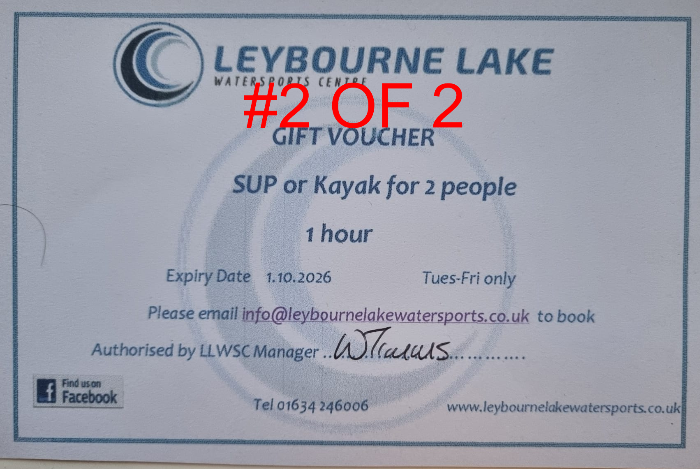 LEYBOURNE LAKE
WATERSPORTS CENTRE
#2 OF 2
GIFT VOUCHER
SUP or Kayak for 2 people
1 hour
Expiry Date 1.10.2026 Tues-Fri only
Please email info@leybournelakewatersports.co.uk to book
Authorised by LLWSC Manager ..............
Find us on
Facebook
Tel 01634 246006 www.leybournelakewatersports.co.uk